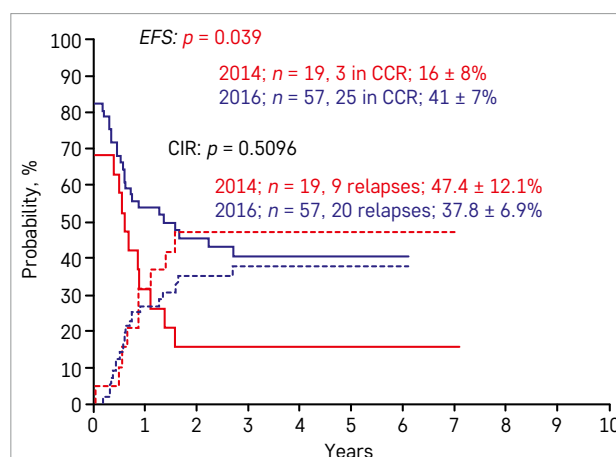 EFS: p = 0.039
2014; n = 19, 3 in CCR; 16 ± 8%
2016; n = 57, 25 in CCR; 41 ± 7%
CIR: p = 0.5096
2014; n = 19, 9 relapses; 47.4 ± 12.1%
2016; n = 57, 20 relapses; 37.8 ± 6.9%
Probability, %
100
90
80
70
60
50
40
30
20
10
0
0 1 2 3 4 5 6 7 8 9 10
Years